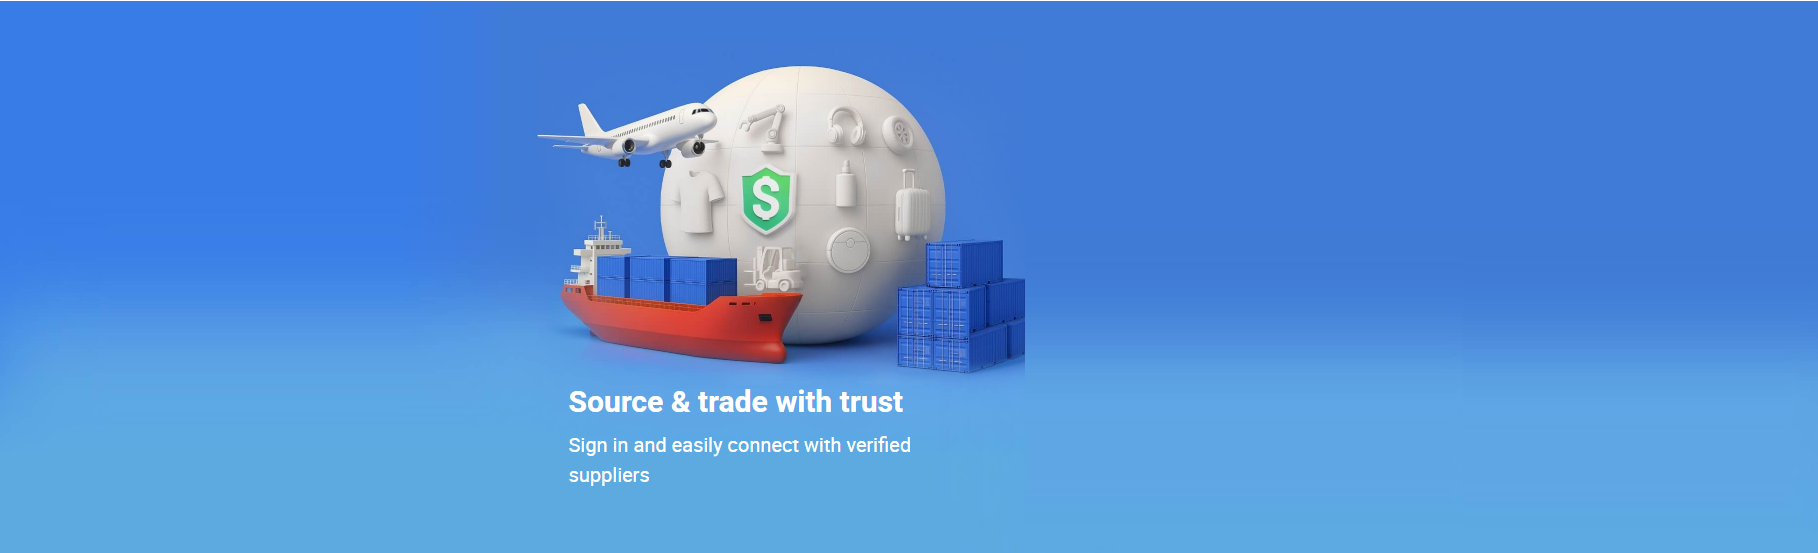 $
Source & trade with trust
Sign in and easily connect with verified
suppliers